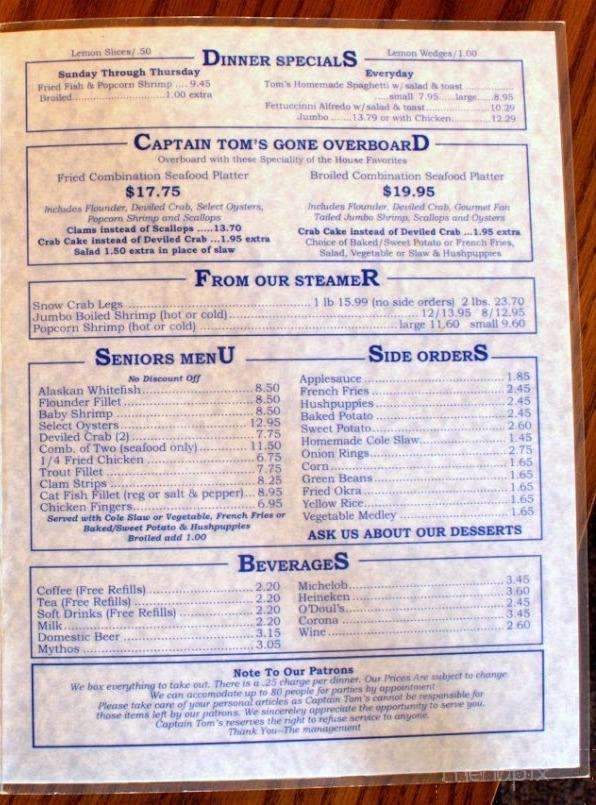 Lemon Slices/.50 Lemon Wedges/1.00
DINNER SPECIALS
Sunday Through Thursday
Fried Fish & Popcorn Shrimp .... 9.45
Broiled..............................1.00 extra
Everyday
Tom's Homemade Spaghetti w/salad & toast
..............................small 7.95.....large.....8.95
Fettuccini Alfredo w/salad & toast....................10.29
Jumbo .......13.79 or with Chicken............12.29
CAPTAIN TOM'S GONE OVERBOARD
Overboard with these Speciality of the House Favorites
Fried Combination Seafood Platter
$17.75
Includes Flounder, Deviled Crab, Select Oysters,
Popcorn Shrimp and Scallops
Clams instead of Scallops .....13.70
Crab Cake instead of Deviled Crab ...1.95 extra
Salad 1.50 extra in place of slaw
Broiled Combination Seafood Platter
$19.95
Includes Flounder, Deviled Crab, Gourmet Fan
Tailed Jumbo Shrimp, Scallops and Oysters
Crab Cake instead of Deviled Crab ...1.95 extra
Choice of Baked/Sweet Potato or French Fries,
Salad, Vegetable or Slaw & Hushpuppies
FROM OUR STEAMER
Snow Crab Legs ........................................ 1 lb 15.99 (no side orders) 2 lbs. 23.70
Jumbo Boiled Shrimp (hot or cold)........................................ 12/13.95 8/12.95
Popcorn Shrimp (hot or cold) ........................................ large 11.60 small 9.60
SENIORS MENU
No Discount Off
Alaskan Whitefish........................ 8.50
Flounder Fillet............................ 8.50
Baby Shrimp .............................. 8.50
Select Oysters ............................ 12.95
Deviled Crab (2) .......................... 7.75
Comb. of Two (seafood only)............11.50
1/4 Fried Chicken ........................ 6.75
Trout Fillet ................................ 7.75
Clam Strips ................................ 8.25
Cat Fish Fillet (reg or salt & pepper)... 8.95
Chicken Fingers............................ 6.95
Served with Cole Slaw or Vegetable, French Fries or
Baked/Sweet Potato & Hushpuppies
Broiled add 1.00
SIDE ORDERS
Applesauce .............................. 1.85
French Fries .............................. 2.45
Hushpuppies.............................. 2.45
Baked Potato .............................. 2.45
Sweet Potato.............................. 2.60
Homemade Cole Slaw.................... 1.45
Onion Rings.............................. 2.75
Corn........................................ 1.65
Green Beans .............................. 1.65
Fried Okra ................................ 1.65
Yellow Rice................................ 1.65
Vegetable Medley ........................ 1.65
ASK US ABOUT OUR DESSERTS
BEVERAGES
Coffee (Free Refills) ...................... 2.20
Tea (Free Refills) .......................... 2.20
Soft Drinks (Free Refills) ................ 2.20
Milk ........................................ 2.20
Domestic Beer ............................ 3.15
Mythos .................................... 3.05
Michelob.................................. 3.45
Heineken .................................. 3.60
O'Doul's.................................... 2.45
Corona .................................... 3.45
Wine........................................ 2.60
Note To Our Patrons
We box everything to take out. There is a .25 charge per dinner. Our Prices Are subject to change
We can accomodate up to 80 people for parties by appointment
Please take care of your personal articles as Captain Tom's cannot be responsible for
those items left by our patrons. We sincereley appreciate the opportunity to serve you.
Captain Tom's reserves the right to refuse service to anyone.
Thank You--The management
menupix